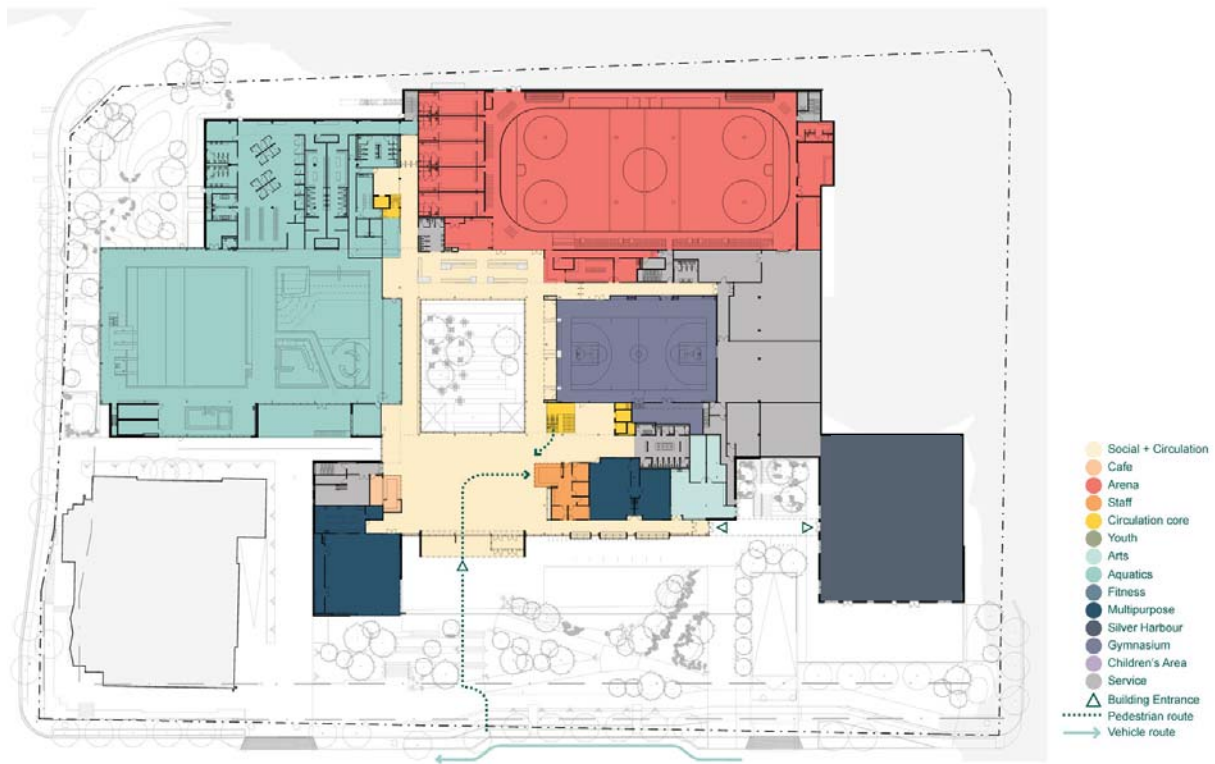 Social + Circulation
Cafe
Arena
Staff
Circulation core
Youth
Arts
Aquatics
Fitness
Multipurpose
Silver Harbour
Gymnasium
Children's Area
Service
Building Entrance
Pedestrian route
Vehicle route